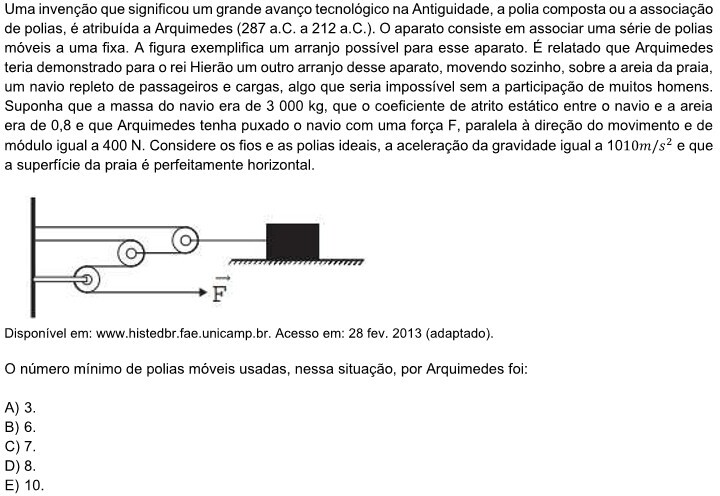 Uma invenção que significou um grande avanço tecnológico na Antiguidade, a polia composta ou a associação
de polias, é atribuída a Arquimedes (287 a.C. a 212 a.C.). O aparato consiste em associar uma série de polias
móveis a uma fixa. A figura exemplifica um arranjo possível para esse aparato. É relatado que Arquimedes
teria demonstrado para o rei Hierão um outro arranjo desse aparato, movendo sozinho, sobre a areia da praia,
um navio repleto de passageiros e cargas, algo que seria impossível sem a participação de muitos homens.
Suponha que a massa do navio era de 3 000 kg, que o coeficiente de atrito estático entre o navio e a areia
era de 0,8 e que Arquimedes tenha puxado o navio com uma força F, paralela à direção do movimento e de
módulo igual a 400 N. Considere os fios e as polias ideais, a aceleração da gravidade igual a 1010m/s² e que
a superfície da praia é perfeitamente horizontal.
F
Disponível em: www.histedbr.fae.unicamp.br. Acesso em: 28 fev. 2013 (adaptado).
O número mínimo de polias móveis usadas, nessa situação, por Arquimedes foi:
A) 3.
B) 6.
C) 7.
D) 8.
E) 10.